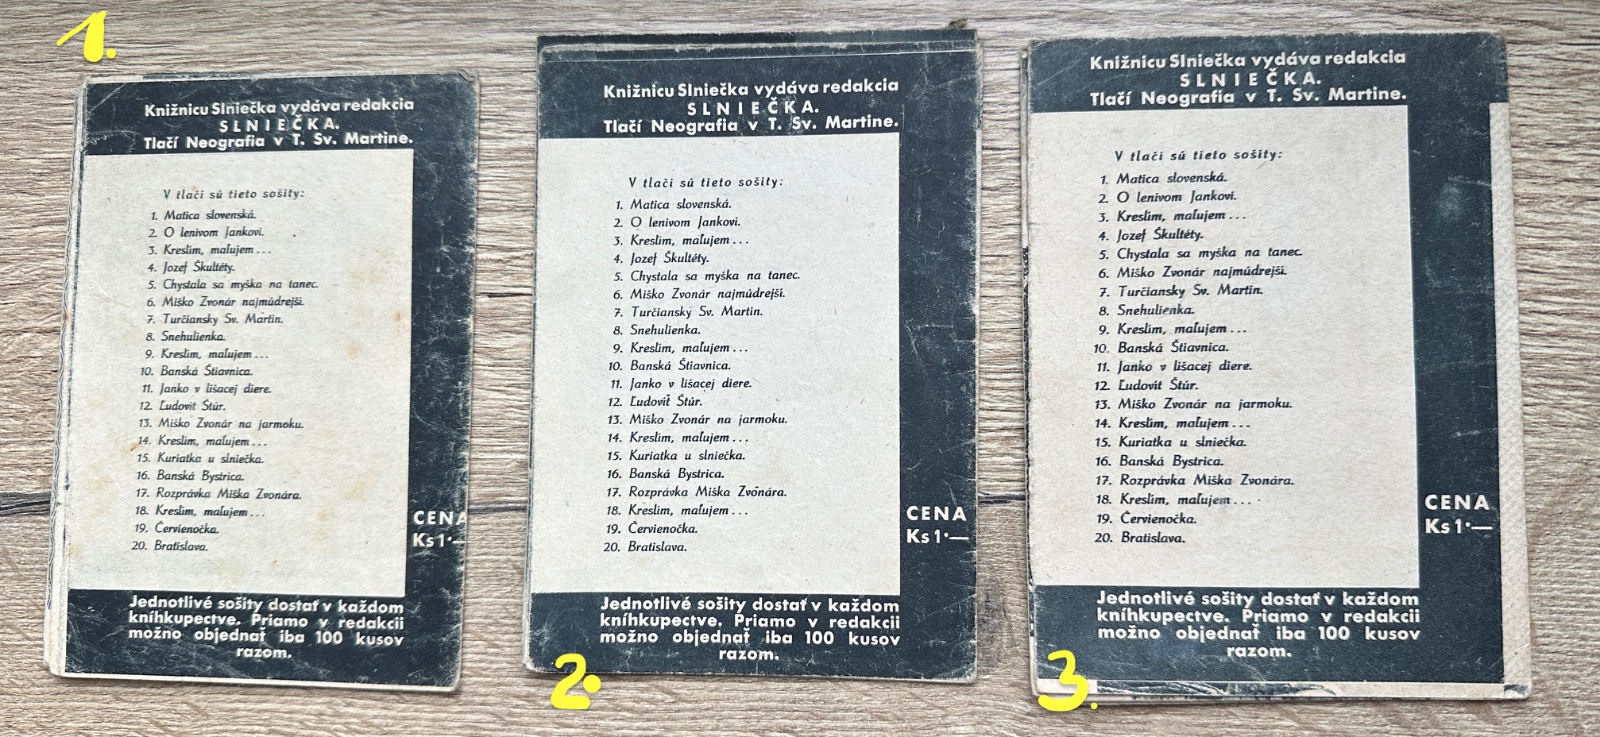 1.
Knižnicu Slniečka vydáva redakcia
SLNIEČKA.
Tlačí Neografia v T. Sv. Martine.
V tlači sú tieto sošity:
1. Matica slovenská.
2. O lenivom Jankovi.
3. Kreslím, maľujem...
4. Jozef Škultéty.
5. Chystala sa myška na tanec.
6. Miško Zvonár najmúdrejší.
7. Turčiansky Sv. Martin.
8. Snehulienka.
9. Kreslím, maľujem...
10. Banská Štiavnica.
11. Janko v lišacej diere.
12. Ľudovít Štúr.
13. Miško Zvonár na jarmoku.
14. Kreslím, maľujem...
15. Kuriatka u slniečka.
16. Banská Bystrica.
17. Rozprávka Miška Zvonára.
18. Kreslím, maľujem...
19. Červienočka.
20. Bratislava.
CENA
Ks 1·—
Jednotlivé sošity dostať v každom
kníhkupectve. Priamo v redakcii
možno objednať iba 100 kusov
razom.
2.
Knižnicu Slniečka vydáva redakcia
SLNIEČKA.
Tlačí Neografia v T. Sv. Martine.
V tlači sú tieto sošity:
1. Matica slovenská.
2. O lenivom Jankovi.
3. Kreslím, maľujem...
4. Jozef Škultéty.
5. Chystala sa myška na tanec.
6. Miško Zvonár najmúdrejší.
7. Turčiansky Sv. Martin.
8. Snehulienka.
9. Kreslím, maľujem...
10. Banská Štiavnica.
11. Janko v lišacej diere.
12. Ľudovít Štúr.
13. Miško Zvonár na jarmoku.
14. Kreslím, maľujem...
15. Kuriatka u slniečka.
16. Banská Bystrica.
17. Rozprávka Miška Zvonára.
18. Kreslím, maľujem...
19. Červienočka.
20. Bratislava.
CENA
Ks 1·—
Jednotlivé sošity dostať v každom
kníhkupectve. Priamo v redakcii
možno objednať iba 100 kusov
razom.
3.
Knižnicu Slniečka vydáva redakcia
SLNIEČKA.
Tlačí Neografia v T. Sv. Martine.
V tlači sú tieto sošity:
1. Matica slovenská.
2. O lenivom Jankovi.
3. Kreslím, maľujem...
4. Jozef Škultéty.
5. Chystala sa myška na tanec.
6. Miško Zvonár najmúdrejší.
7. Turčiansky Sv. Martin.
8. Snehulienka.
9. Kreslím, maľujem...
10. Banská Štiavnica.
11. Janko v lišacej diere.
12. Ľudovít Štúr.
13. Miško Zvonár na jarmoku.
14. Kreslím, maľujem...
15. Kuriatka u slniečka.
16. Banská Bystrica.
17. Rozprávka Miška Zvonára.
18. Kreslím, maľujem...
19. Červienočka.
20. Bratislava.
CENA
Ks 1·—
Jednotlivé sošity dostať v každom
kníhkupectve. Priamo v redakcii
možno objednať iba 100 kusov
razom.